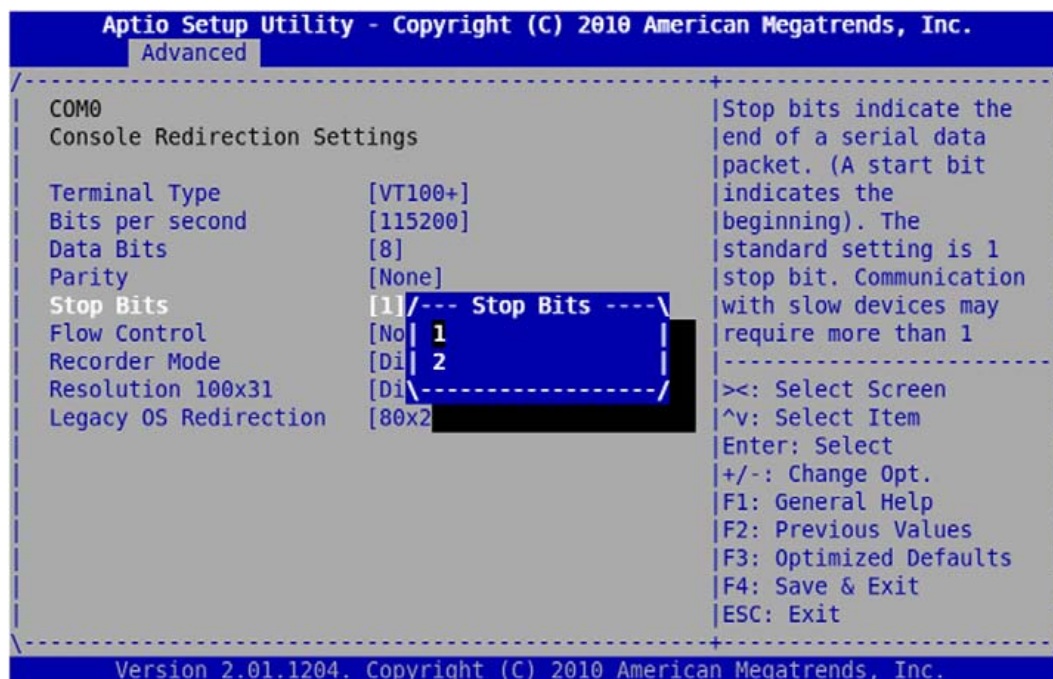 Aptio Setup Utility - Copyright (C) 2010 American Megatrends, Inc.
Advanced
COM0
Console Redirection Settings
Terminal Type [VT100+]
Bits per second [115200]
Data Bits [8]
Parity [None]
Stop Bits [1]
Flow Control [No
Recorder Mode [Di
Resolution 100x31 [Di
Legacy OS Redirection [80x2
/--- Stop Bits ----\
1
2
Stop bits indicate the
end of a serial data
packet. (A start bit
indicates the
beginning). The
standard setting is 1
stop bit. Communication
with slow devices may
require more than 1
><: Select Screen
^v: Select Item
Enter: Select
+/-: Change Opt.
F1: General Help
F2: Previous Values
F3: Optimized Defaults
F4: Save & Exit
ESC: Exit
Version 2.01.1204. Copyright (C) 2010 American Megatrends, Inc.